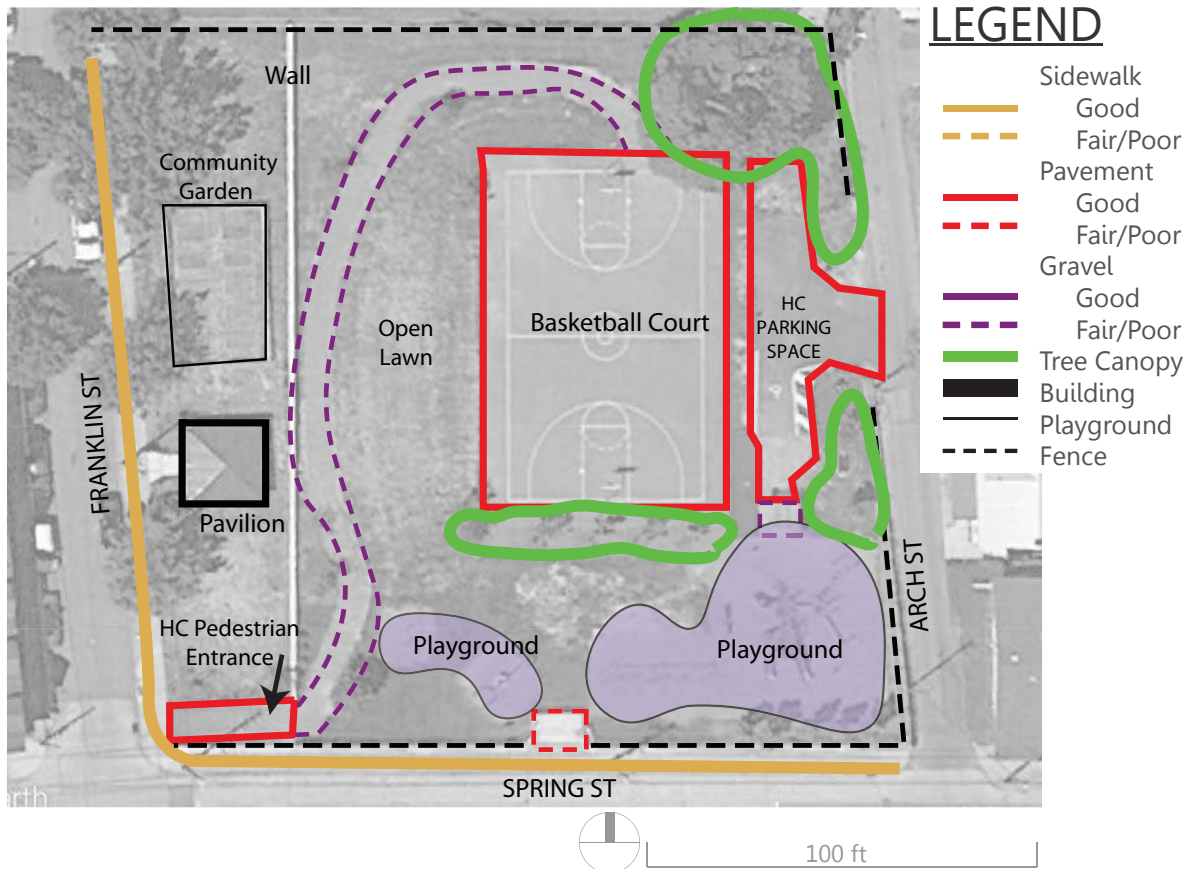 LEGEND
Sidewalk
Good
Fair/Poor
Pavement
Good
Fair/Poor
Gravel
Good
Fair/Poor
Tree Canopy
Building
Playground
Fence
Wall
Community
Garden
Open
Lawn
Basketball Court
HC
PARKING
SPACE
FRANKLIN ST
Pavilion
ARCH ST
HC Pedestrian
Entrance
Playground
Playground
SPRING ST
100 ft